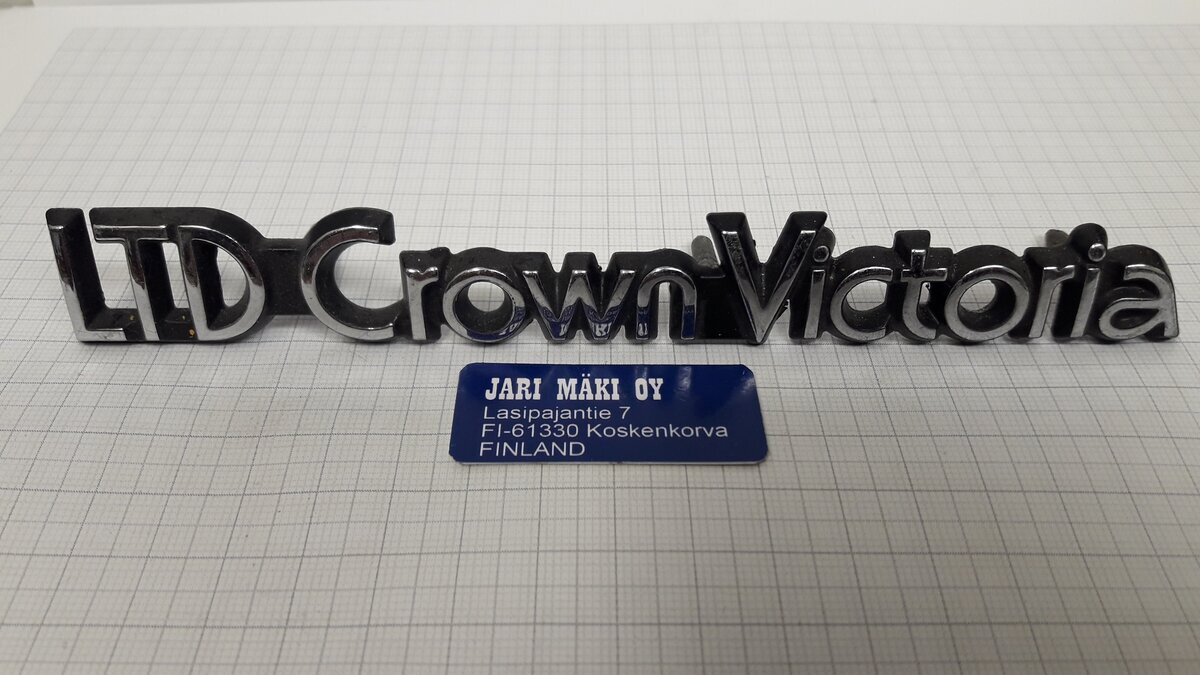 LTD Crown Victoria
JARI MÄKI OY
Lasipajantie 7
FI-61330 Koskenkorva
FINLAND